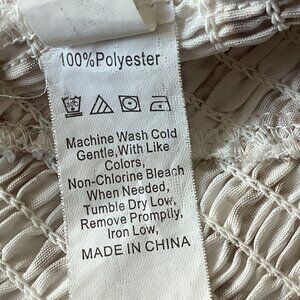 100%Polyester
Machine Wash Cold
Gentle,With Like
Colors,
Non-Chlorine Bleach
When Needed,
Tumble Dry Low,
Remove Promptly,
Iron Low,
MADE IN CHINA